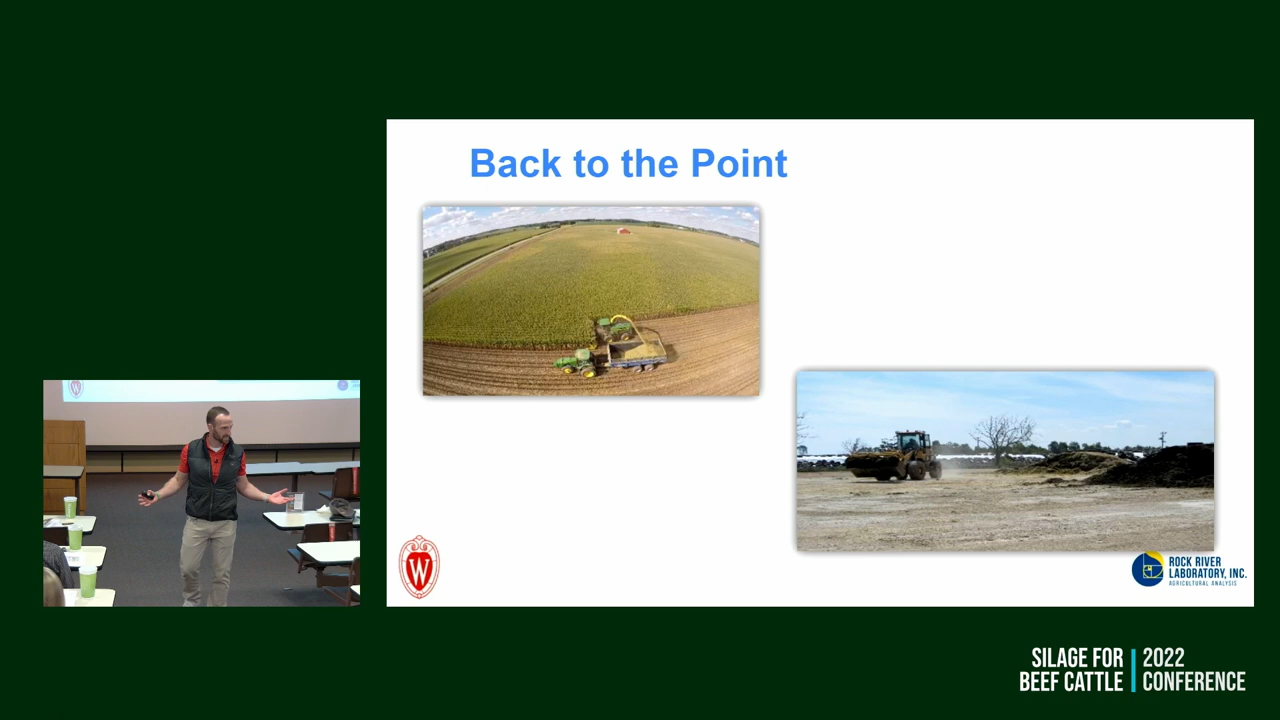 Back to the Point
W
ROCK RIVER
LABORATORY, INC.
AGRICULTURAL ANALYSIS
SILAGE FOR
BEEF CATTLE
2022
CONFERENCE